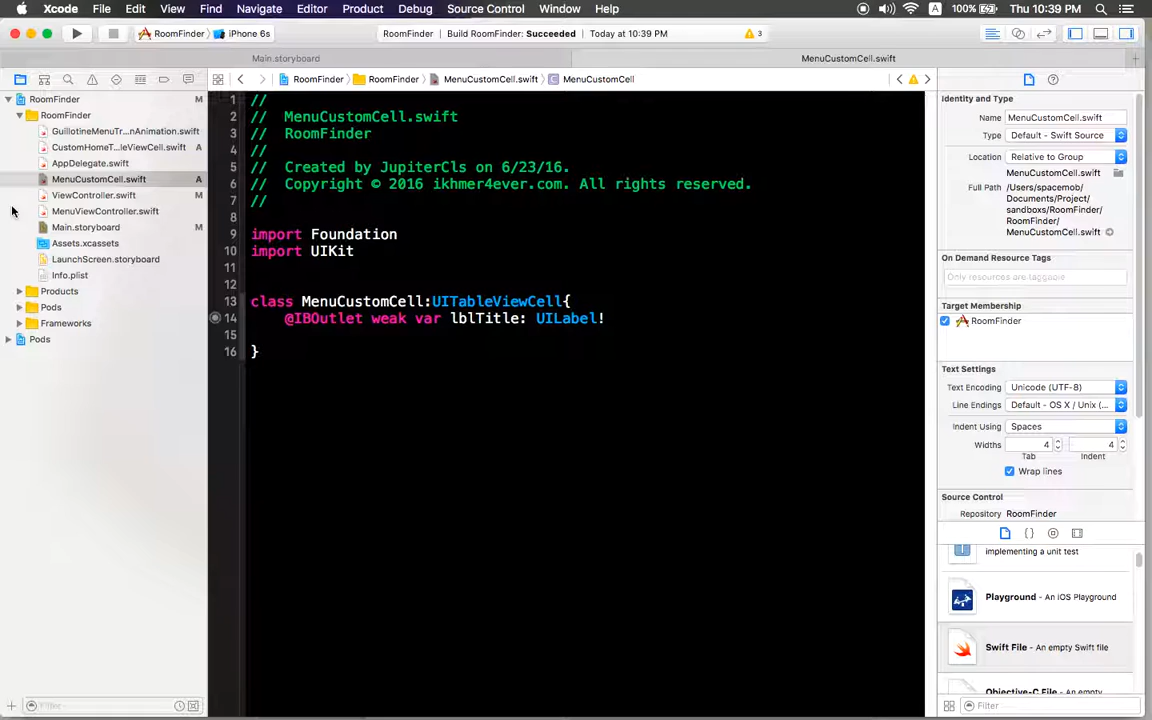 Xcode File Edit View Find Navigate Editor Product Debug Source Control Window Help A 100% Thu 10:39 PM
RoomFinder iPhone 6s RoomFinder Build RoomFinder: Succeeded Today at 10:39 PM 3
Main.storyboard MenuCustomCell.swift
RoomFinder RoomFinder MenuCustomCell.swift C MenuCustomCell
RoomFinder M
RoomFinder
GuillotineMenuTr...nAnimation.swift
CustomHomeT...leViewCell.swift A
AppDelegate.swift
MenuCustomCell.swift A
ViewController.swift M
MenuViewController.swift
Main.storyboard M
Assets.xcassets
LaunchScreen.storyboard
Info.plist
Products
Pods
Frameworks
Pods
Filter
1 //
2 // MenuCustomCell.swift
3 // RoomFinder
4 //
5 // Created by JupiterCls on 6/23/16.
6 // Copyright © 2016 ikhmer4ever.com. All rights reserved.
7 //
8
9 import Foundation
10 import UIKit
11
12
13 class MenuCustomCell:UITableViewCell{
14 @IBOutlet weak var lblTitle: UILabel!
15
16 }
Identity and Type
Name MenuCustomCell.swift
Type Default - Swift Source
Location Relative to Group
MenuCustomCell.swift
Full Path /Users/spacemob/
Documents/Project/
sandboxs/RoomFinder/
RoomFinder/
MenuCustomCell.swift
On Demand Resource Tags
Only resources are taggable
Target Membership
RoomFinder
Text Settings
Text Encoding Unicode (UTF-8)
Line Endings Default - OS X / Unix (...
Indent Using Spaces
Widths 4 4
Tab Indent
Wrap lines
Source Control
Repository RoomFinder
implementing a unit test
Playground - An iOS Playground
Swift File - An empty Swift file
Objective-C File - An empty
Filter